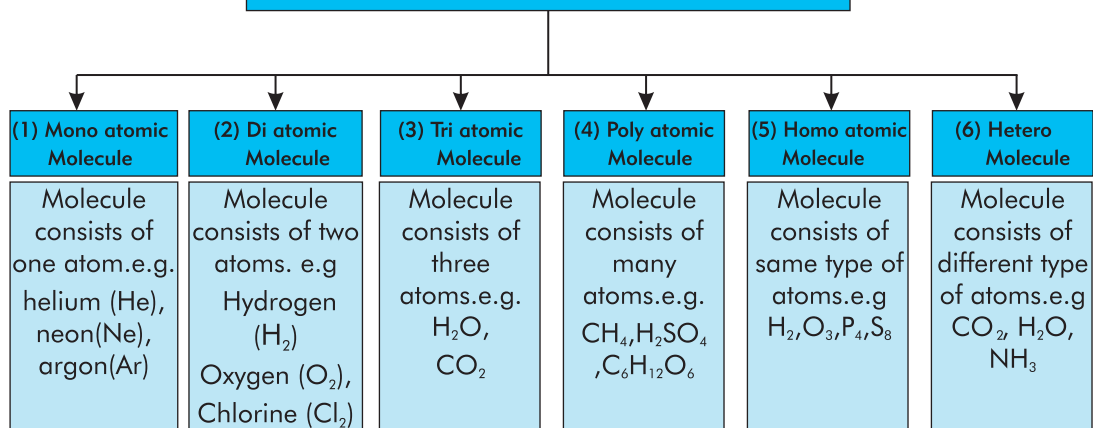 (1) Mono atomic
Molecule
Molecule
consists of
one atom.e.g.
helium (He),
neon(Ne),
argon(Ar)
(2) Di atomic
Molecule
Molecule
consists of two
atoms. e.g
Hydrogen
(H₂)
Oxygen (O₂),
Chlorine (Cl₂)
(3) Tri atomic
Molecule
Molecule
consists of
three
atoms.e.g.
H₂O,
CO₂
(4) Poly atomic
Molecule
Molecule
consists of
many
atoms.e.g.
CH₄,H₂SO₄
,C₆H₁₂O₆
(5) Homo atomic
Molecule
Molecule
consists of
same type of
atoms.e.g
H₂,O₃,P₄,S₈
(6) Hetero
Molecule
Molecule
consists of
different type
of atoms.e.g
CO₂, H₂O,
NH₃